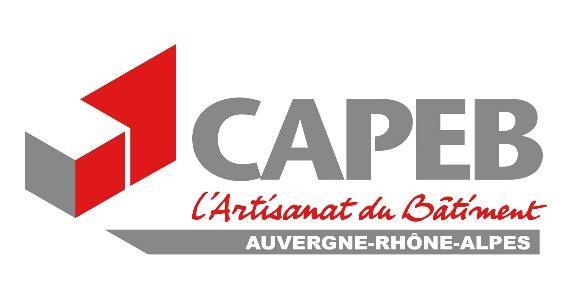 CAPEB
L'Artisanat du Bâtiment
AUVERGNE-RHÔNE-ALPES